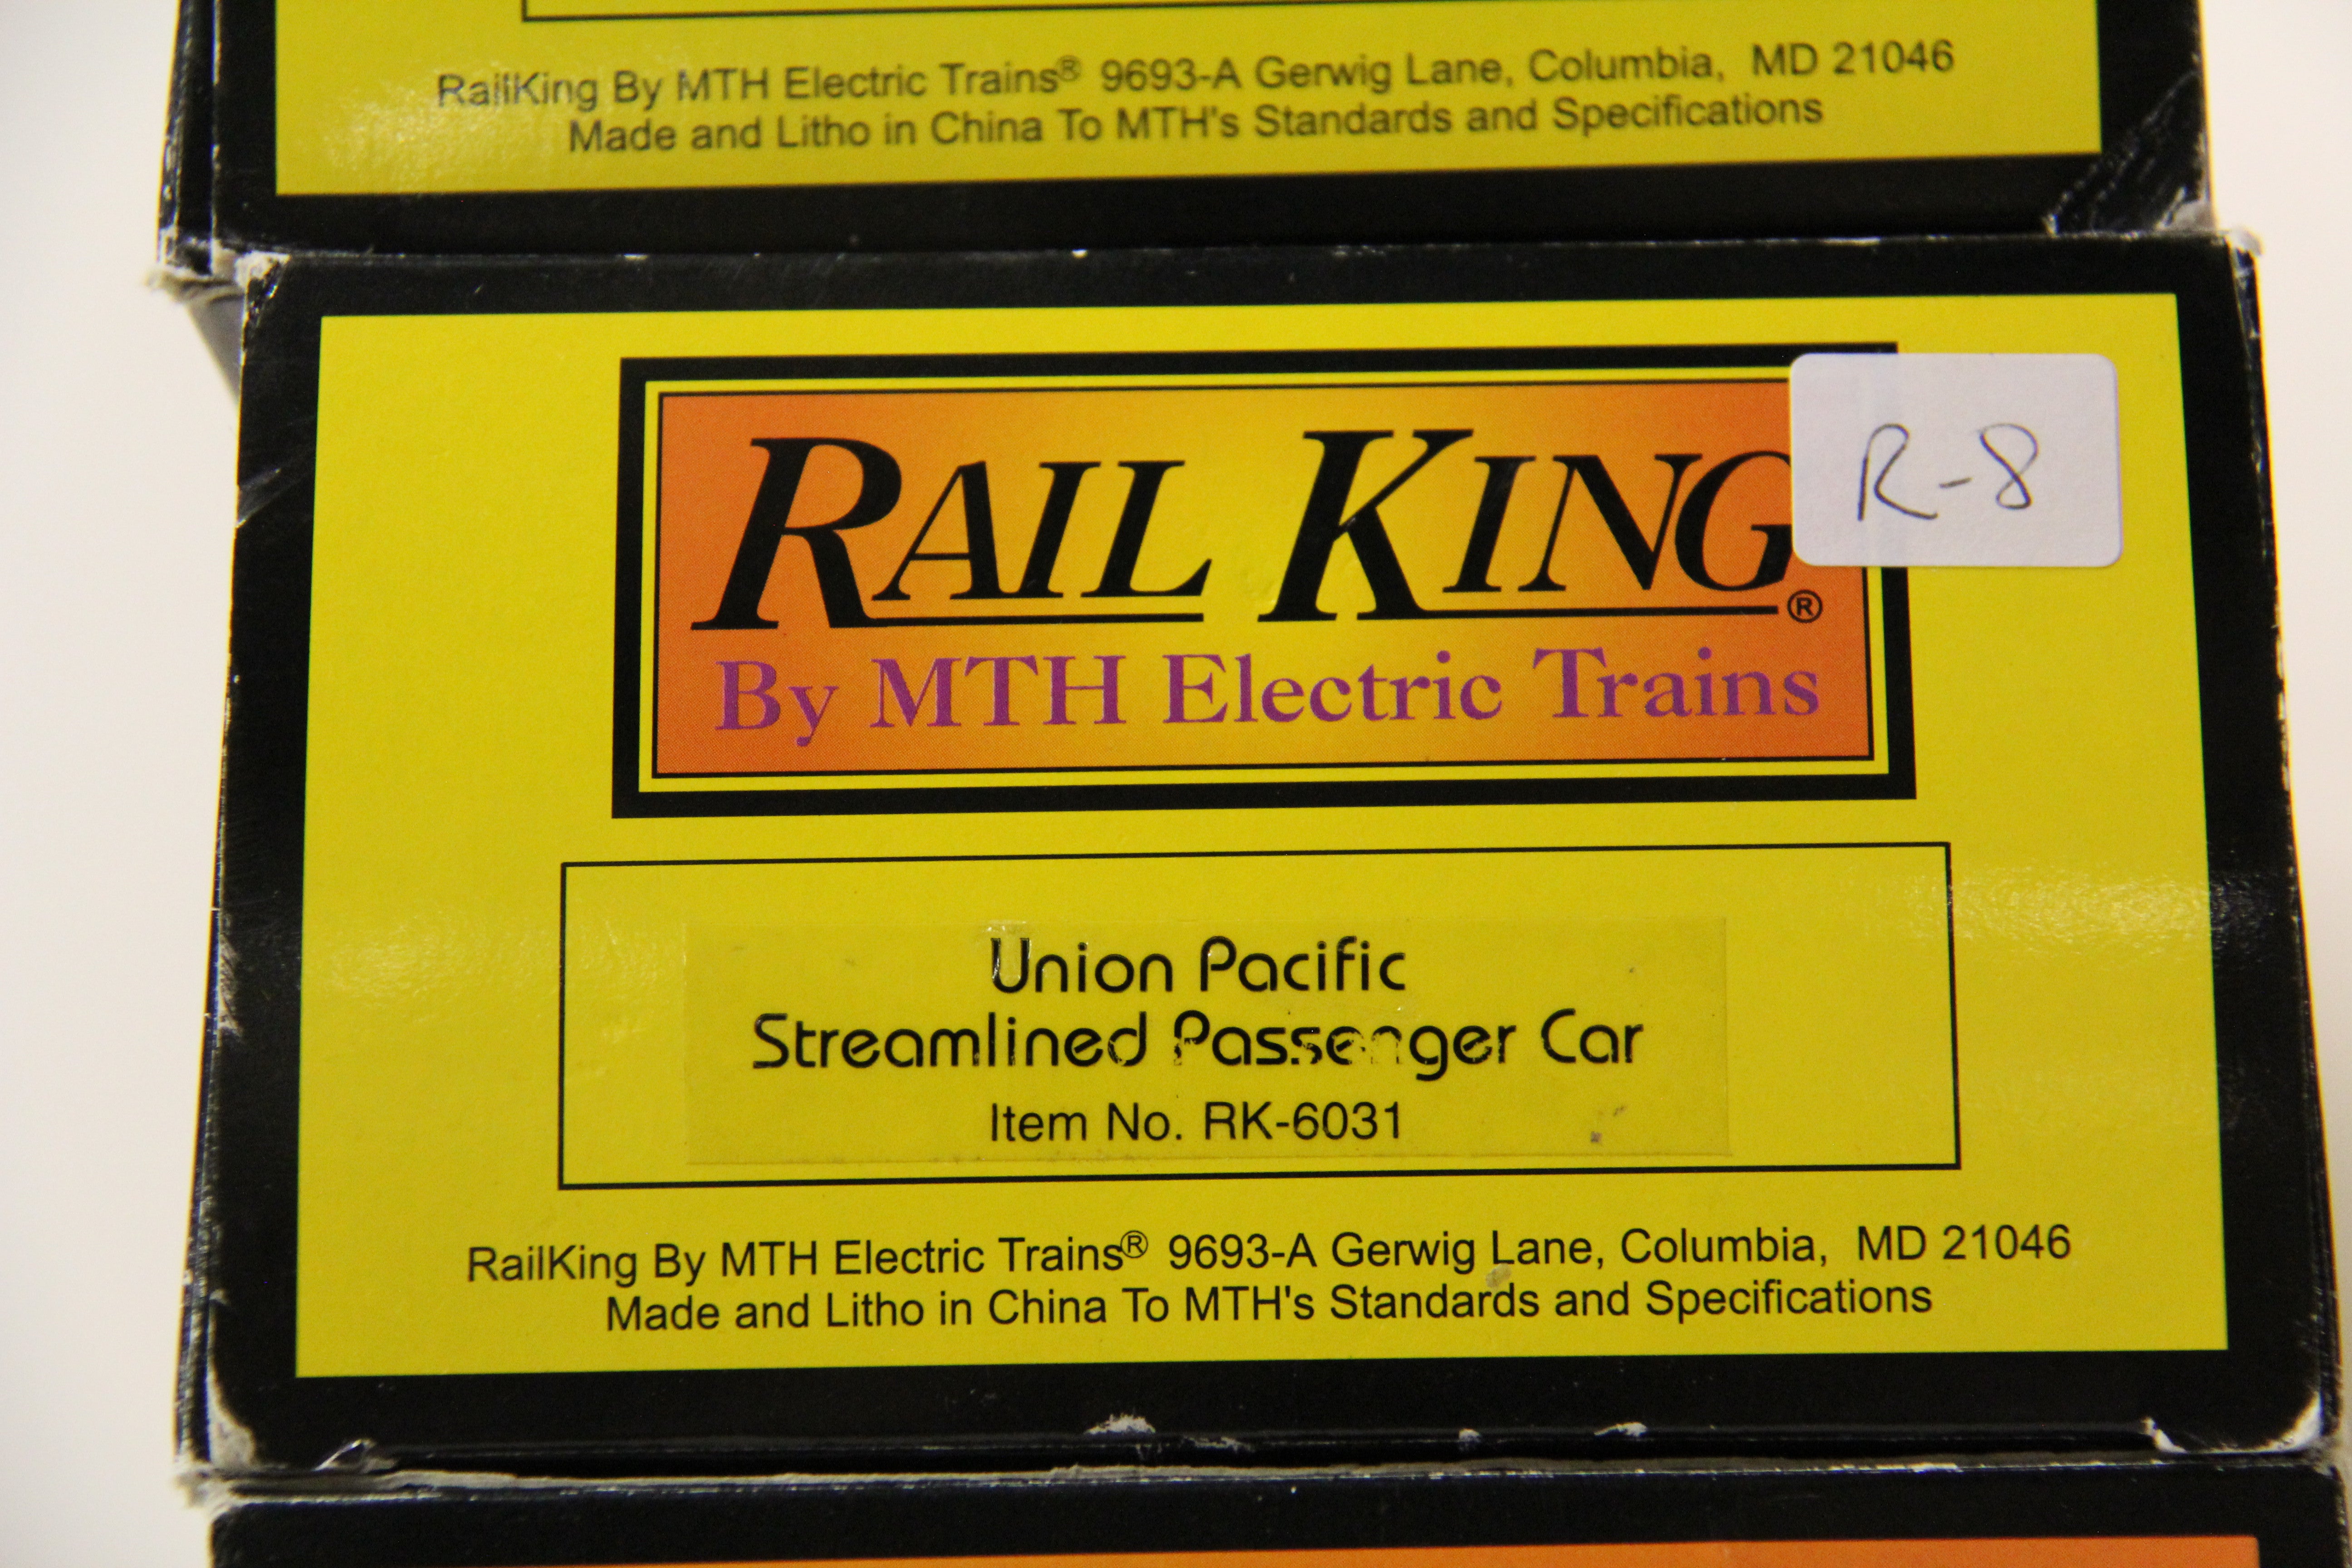 RailKing By MTH Electric Trains® 9693-A Gerwig Lane, Columbia, MD 21046
Made and Litho in China To MTH's Standards and Specifications
RAIL KING®
R-8
By MTH Electric Trains
Union Pacific
Streamlined Passenger Car
Item No. RK-6031
RailKing By MTH Electric Trains® 9693-A Gerwig Lane, Columbia, MD 21046
Made and Litho in China To MTH's Standards and Specifications